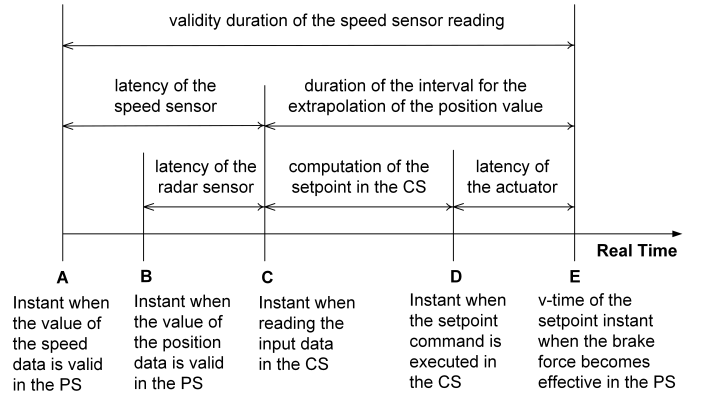 validity duration of the speed sensor reading
latency of the
speed sensor
duration of the interval for the
extrapolation of the position value
latency of the
radar sensor
computation of the
setpoint in the CS
latency of
the actuator
Real Time
A
Instant when
the value of
the speed
data is valid
in the PS
B
Instant when
the value of
the position
data is valid
in the PS
C
Instant when
reading the
input data
in the CS
D
Instant when
the setpoint
command is
executed in
the CS
E
v-time of the
setpoint instant
when the brake
force becomes
effective in the PS